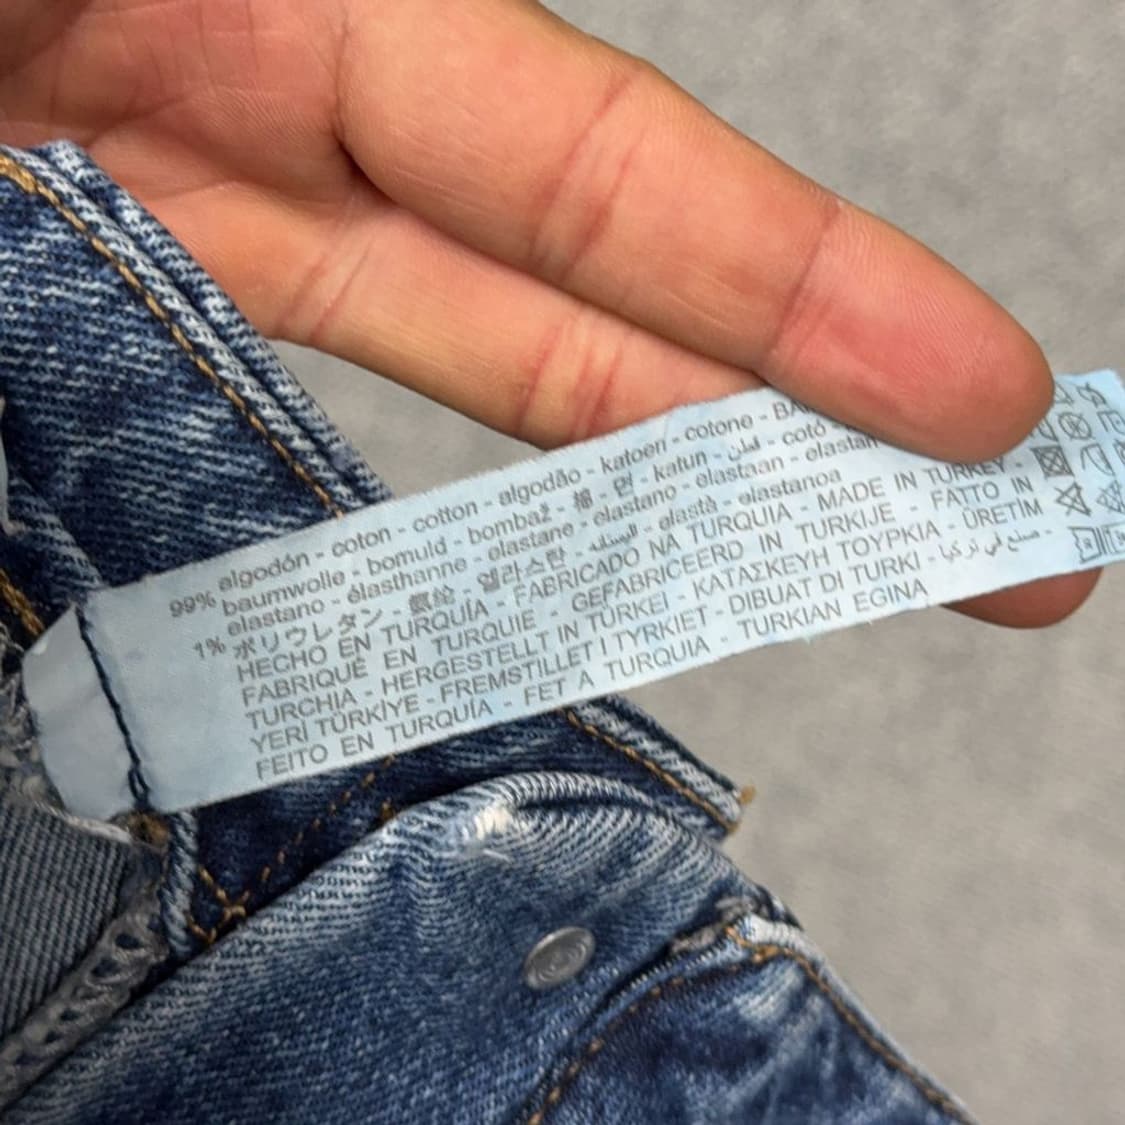 99% algodón - coton - cotton - algodão - katoen - cotone -
baumwolle - bomuld - bombaž - 棉 - 면 - katun - قطن - cotó -
elastano - élasthanne - elastane - elastano - elastaan - elastan
1% ポリウレタン - 氨纶 - 엘라스탄 - الیستان - elastà - elastanoa
HECHO EN TURQUÍA - FABRICADO NA TURQUIA - MADE IN TURKEY -
FABRIQUÉ EN TURQUIE - GEFABRICEERD IN TURKIJE - FATTO IN
TURCHIA - HERGESTELLT IN TÜRKEI - ΚΑΤΑΣΚΕΥΗ ΤΟΥΡΚΙΑ - ÜRETİM
YERİ TÜRKİYE - FREMSTILLET I TYRKIET - DIBUAT DI TURKI - صنع في تركيا -
FEITO EN TURQUÍA - FET A TURQUIA - TURKIAN EGINA